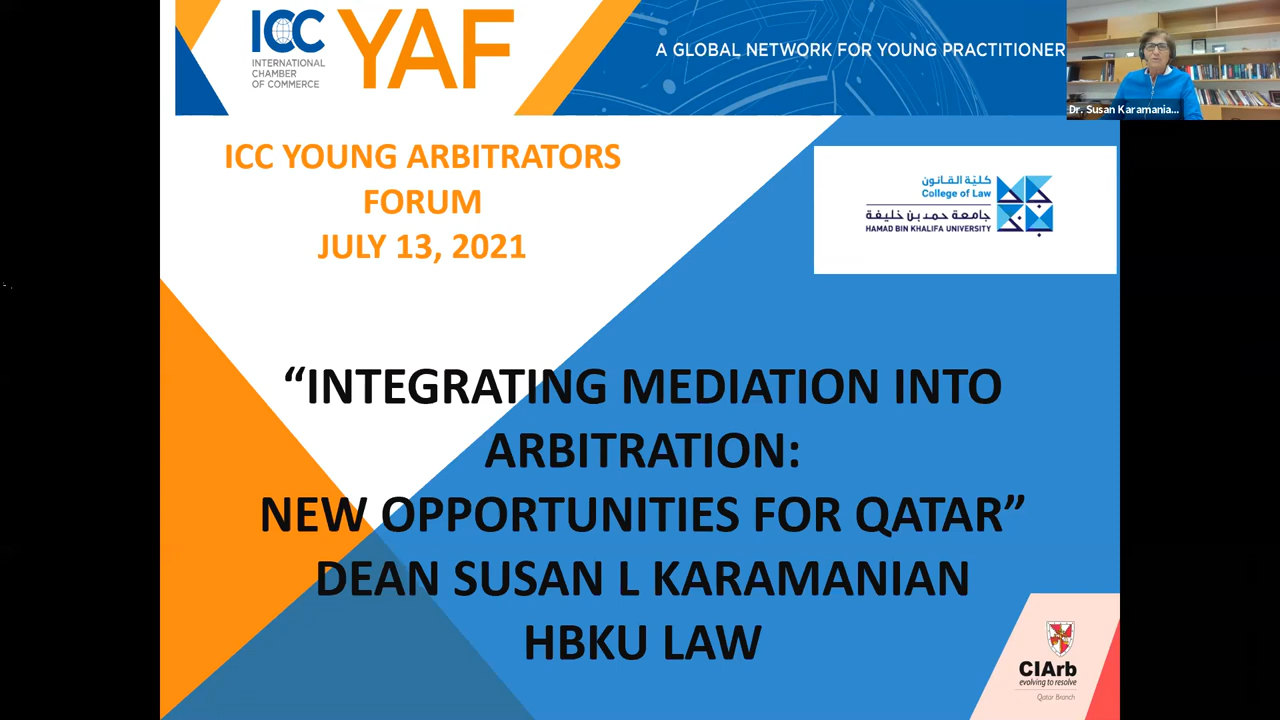 ICC
INTERNATIONAL
CHAMBER
OF COMMERCE
YAF
A GLOBAL NETWORK FOR YOUNG PRACTITIONER
Dr. Susan Karamania...
ICC YOUNG ARBITRATORS
FORUM
JULY 13, 2021
كلية القانون
College of Law
جامعة حمد بن خليفة
HAMAD BIN KHALIFA UNIVERSITY
“INTEGRATING MEDIATION INTO
ARBITRATION:
NEW OPPORTUNITIES FOR QATAR”
DEAN SUSAN L KARAMANIAN
HBKU LAW
CIArb
evolving to resolve
Qatar Branch